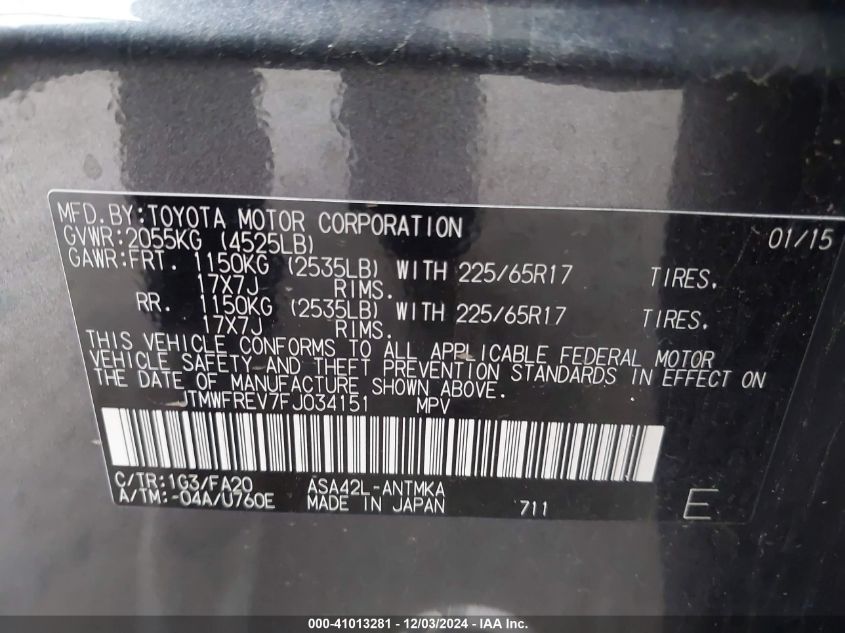 MFD.BY:TOYOTA MOTOR CORPORATION 01/15
GVWR:2055KG (4525LB)
GAWR:FRT. 1150KG (2535LB) WITH 225/65R17 TIRES.
17X7J RIMS.
RR. 1150KG (2535LB) WITH 225/65R17 TIRES.
17X7J RIMS.
THIS VEHICLE CONFORMS TO ALL APPLICABLE FEDERAL MOTOR
VEHICLE SAFETY AND THEFT PREVENTION STANDARDS IN EFFECT ON
THE DATE OF MANUFACTURE SHOWN ABOVE.
JTMWFREV7FJ034151 MPV
C/TR:1G3/FA20 ASA42L-ANTMKA
A/TM:-04A/U760E MADE IN JAPAN 711 E
000-41013281 - 12/03/2024 - IAA Inc.